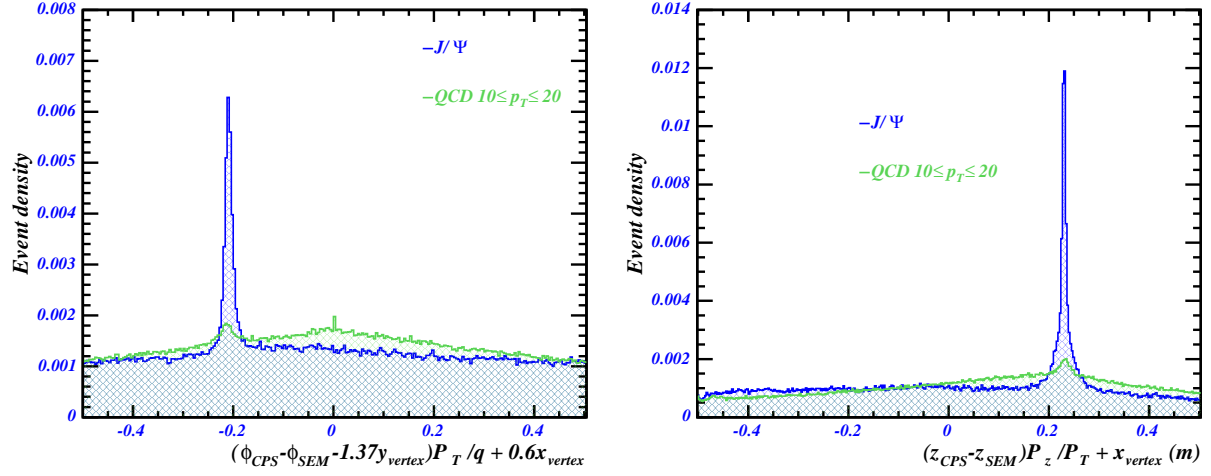 0.008
0.007
0.006
0.005
0.004
0.003
0.002
0.001
0
Event density
–J/Ψ
–QCD 10≤p_T≤20
-0.4 -0.2 0 0.2 0.4
(ϕ_CPS-ϕ_SEM-1.37y_vertex)P_T/q + 0.6x_vertex
0.014
0.012
0.01
0.008
0.006
0.004
0.002
0
Event density
–J/Ψ
–QCD 10≤p_T≤20
-0.4 -0.2 0 0.2 0.4
(z_CPS-z_SEM)P_z/P_T + x_vertex (m)